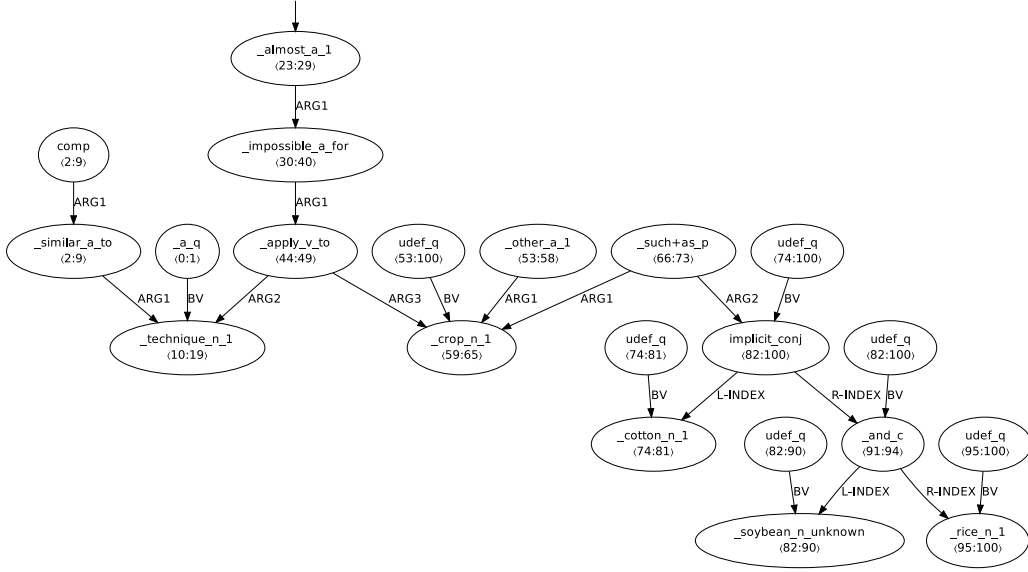 _almost_a_1
⟨23:29⟩
ARG1
comp
⟨2:9⟩
_impossible_a_for
⟨30:40⟩
ARG1
ARG1
_similar_a_to
⟨2:9⟩
_a_q
⟨0:1⟩
_apply_v_to
⟨44:49⟩
udef_q
⟨53:100⟩
_other_a_1
⟨53:58⟩
_such+as_p
⟨66:73⟩
udef_q
⟨74:100⟩
ARG1
BV
ARG2
ARG3
BV
ARG1
ARG1
ARG2
BV
_technique_n_1
⟨10:19⟩
_crop_n_1
⟨59:65⟩
udef_q
⟨74:81⟩
implicit_conj
⟨82:100⟩
udef_q
⟨82:100⟩
BV
L-INDEX
R-INDEX
BV
_cotton_n_1
⟨74:81⟩
udef_q
⟨82:90⟩
_and_c
⟨91:94⟩
udef_q
⟨95:100⟩
BV
L-INDEX
R-INDEX
BV
_soybean_n_unknown
⟨82:90⟩
_rice_n_1
⟨95:100⟩